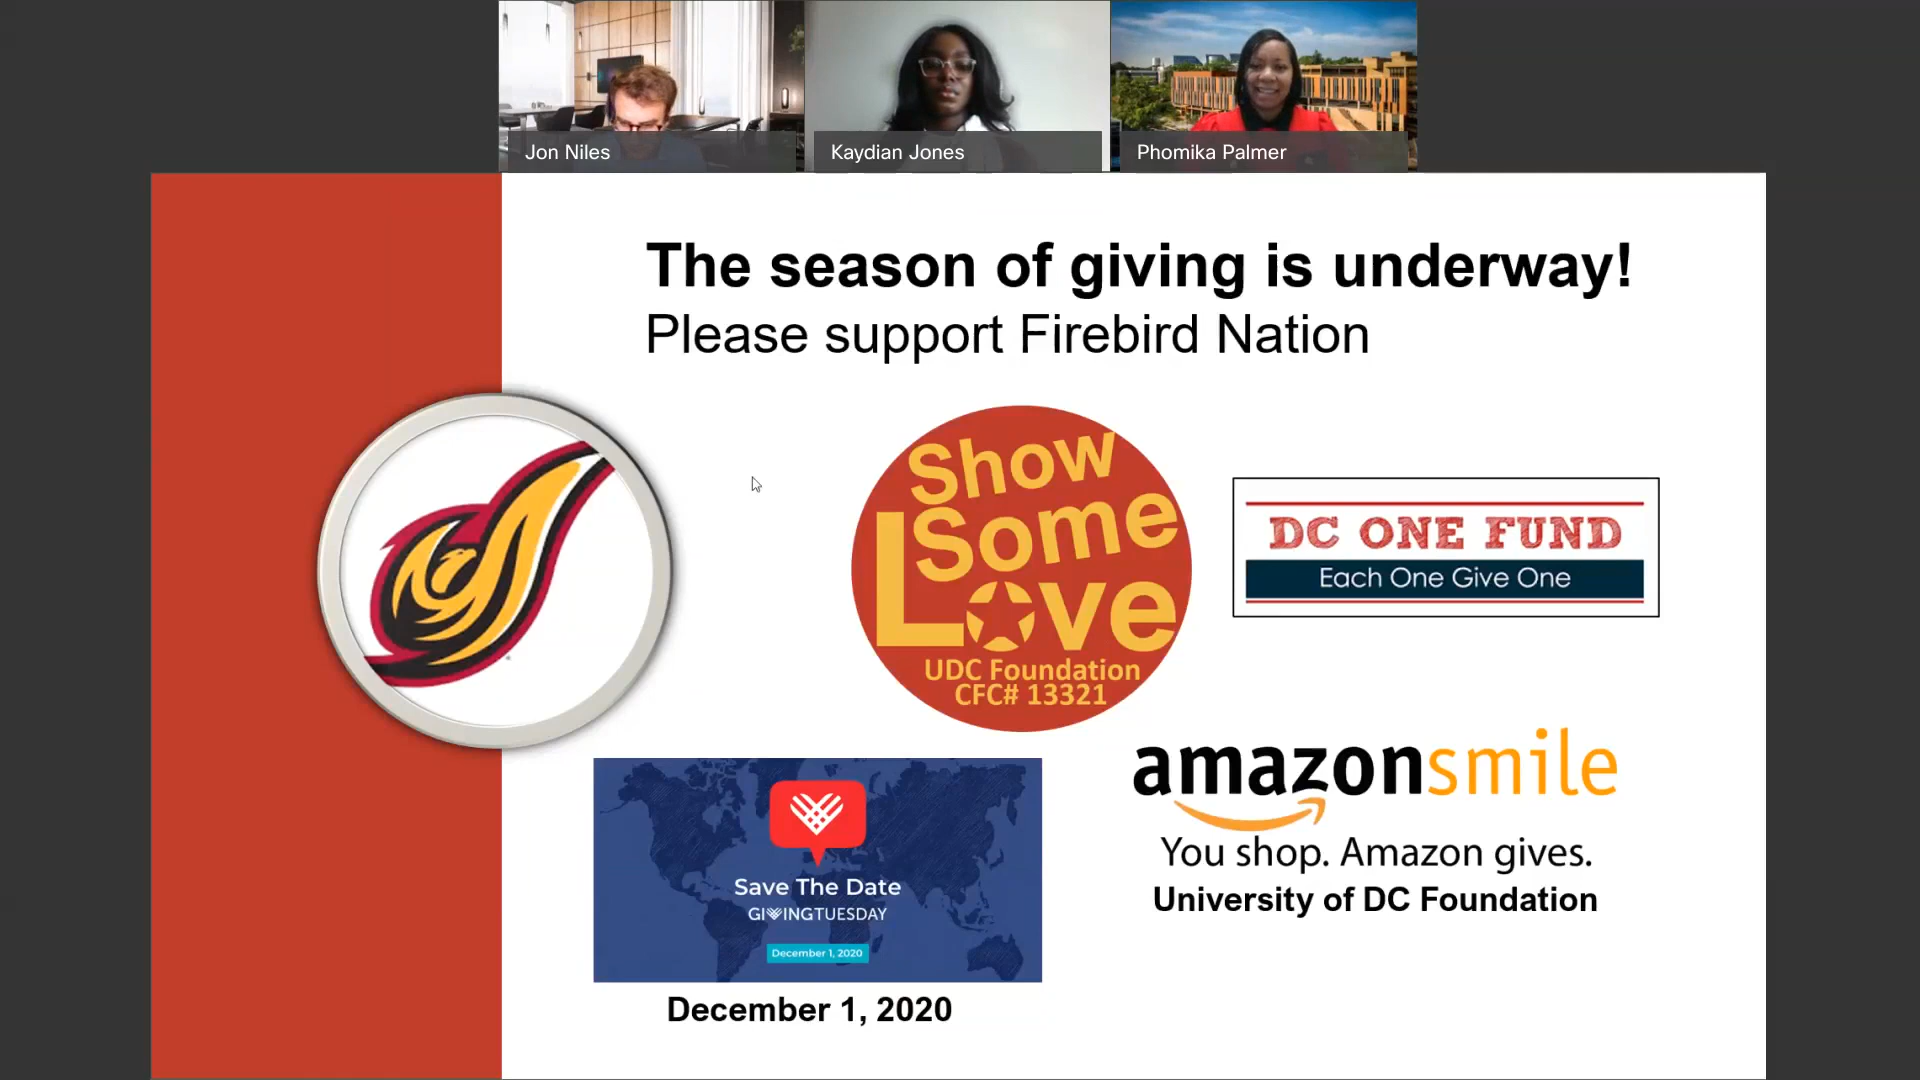 Jon Niles
Kaydian Jones
Phomika Palmer
The season of giving is underway!
Please support Firebird Nation
Show
Some
Love
UDC Foundation
CFC# 13321
DC ONE FUND
Each One Give One
amazonsmile
You shop. Amazon gives.
University of DC Foundation
Save The Date
GIVINGTUESDAY
December 1, 2020
December 1, 2020